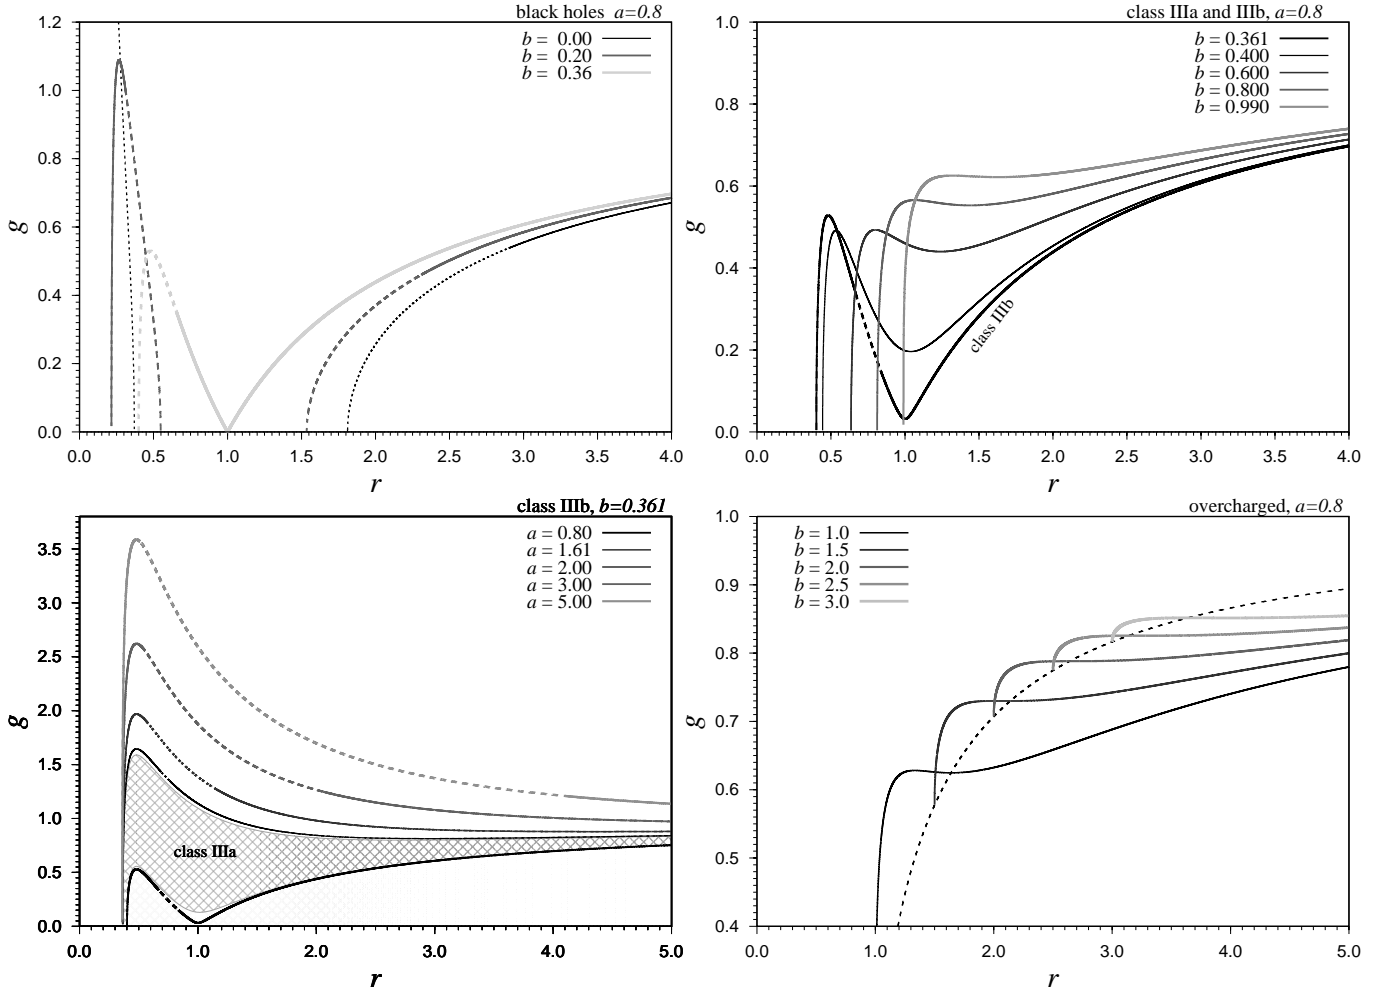 black holes a=0.8
b = 0.00
b = 0.20
b = 0.36
1.2
1.0
0.8
0.6
0.4
0.2
0.0
g
0.0 0.5 1.0 1.5 2.0 2.5 3.0 3.5 4.0
r
class IIIa and IIIb, a=0.8
b = 0.361
b = 0.400
b = 0.600
b = 0.800
b = 0.990
1.0
0.8
0.6
0.4
0.2
0.0
g
class IIIb
0.0 0.5 1.0 1.5 2.0 2.5 3.0 3.5 4.0
r
class IIIb, b=0.361
a = 0.80
a = 1.61
a = 2.00
a = 3.00
a = 5.00
3.5
3.0
2.5
2.0
1.5
1.0
0.5
0.0
g
class IIIa
0.0 1.0 2.0 3.0 4.0 5.0
r
overcharged, a=0.8
b = 1.0
b = 1.5
b = 2.0
b = 2.5
b = 3.0
1.0
0.9
0.8
0.7
0.6
0.5
0.4
g
0.0 1.0 2.0 3.0 4.0 5.0
r